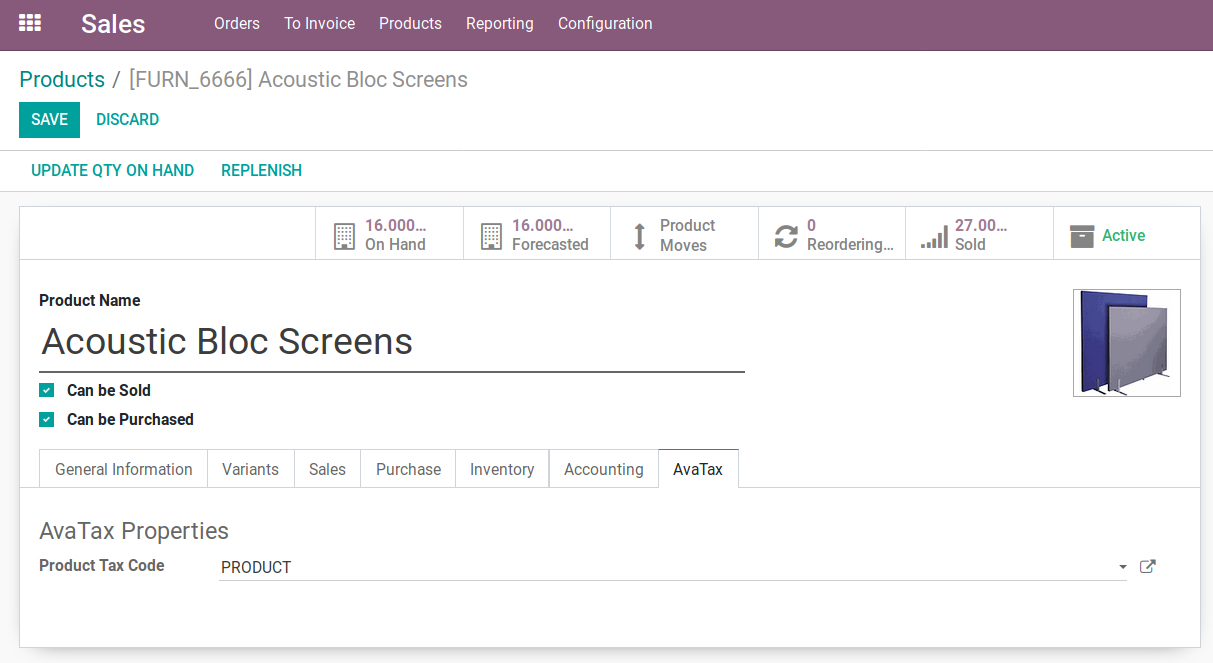 Sales Orders To Invoice Products Reporting Configuration
Products / [FURN_6666] Acoustic Bloc Screens
SAVE DISCARD
UPDATE QTY ON HAND REPLENISH
16.000... On Hand
16.000... Forecasted
Product Moves
0 Reordering...
27.00... Sold
Active
Product Name
Acoustic Bloc Screens
Can be Sold
Can be Purchased
General Information Variants Sales Purchase Inventory Accounting AvaTax
AvaTax Properties
Product Tax Code PRODUCT